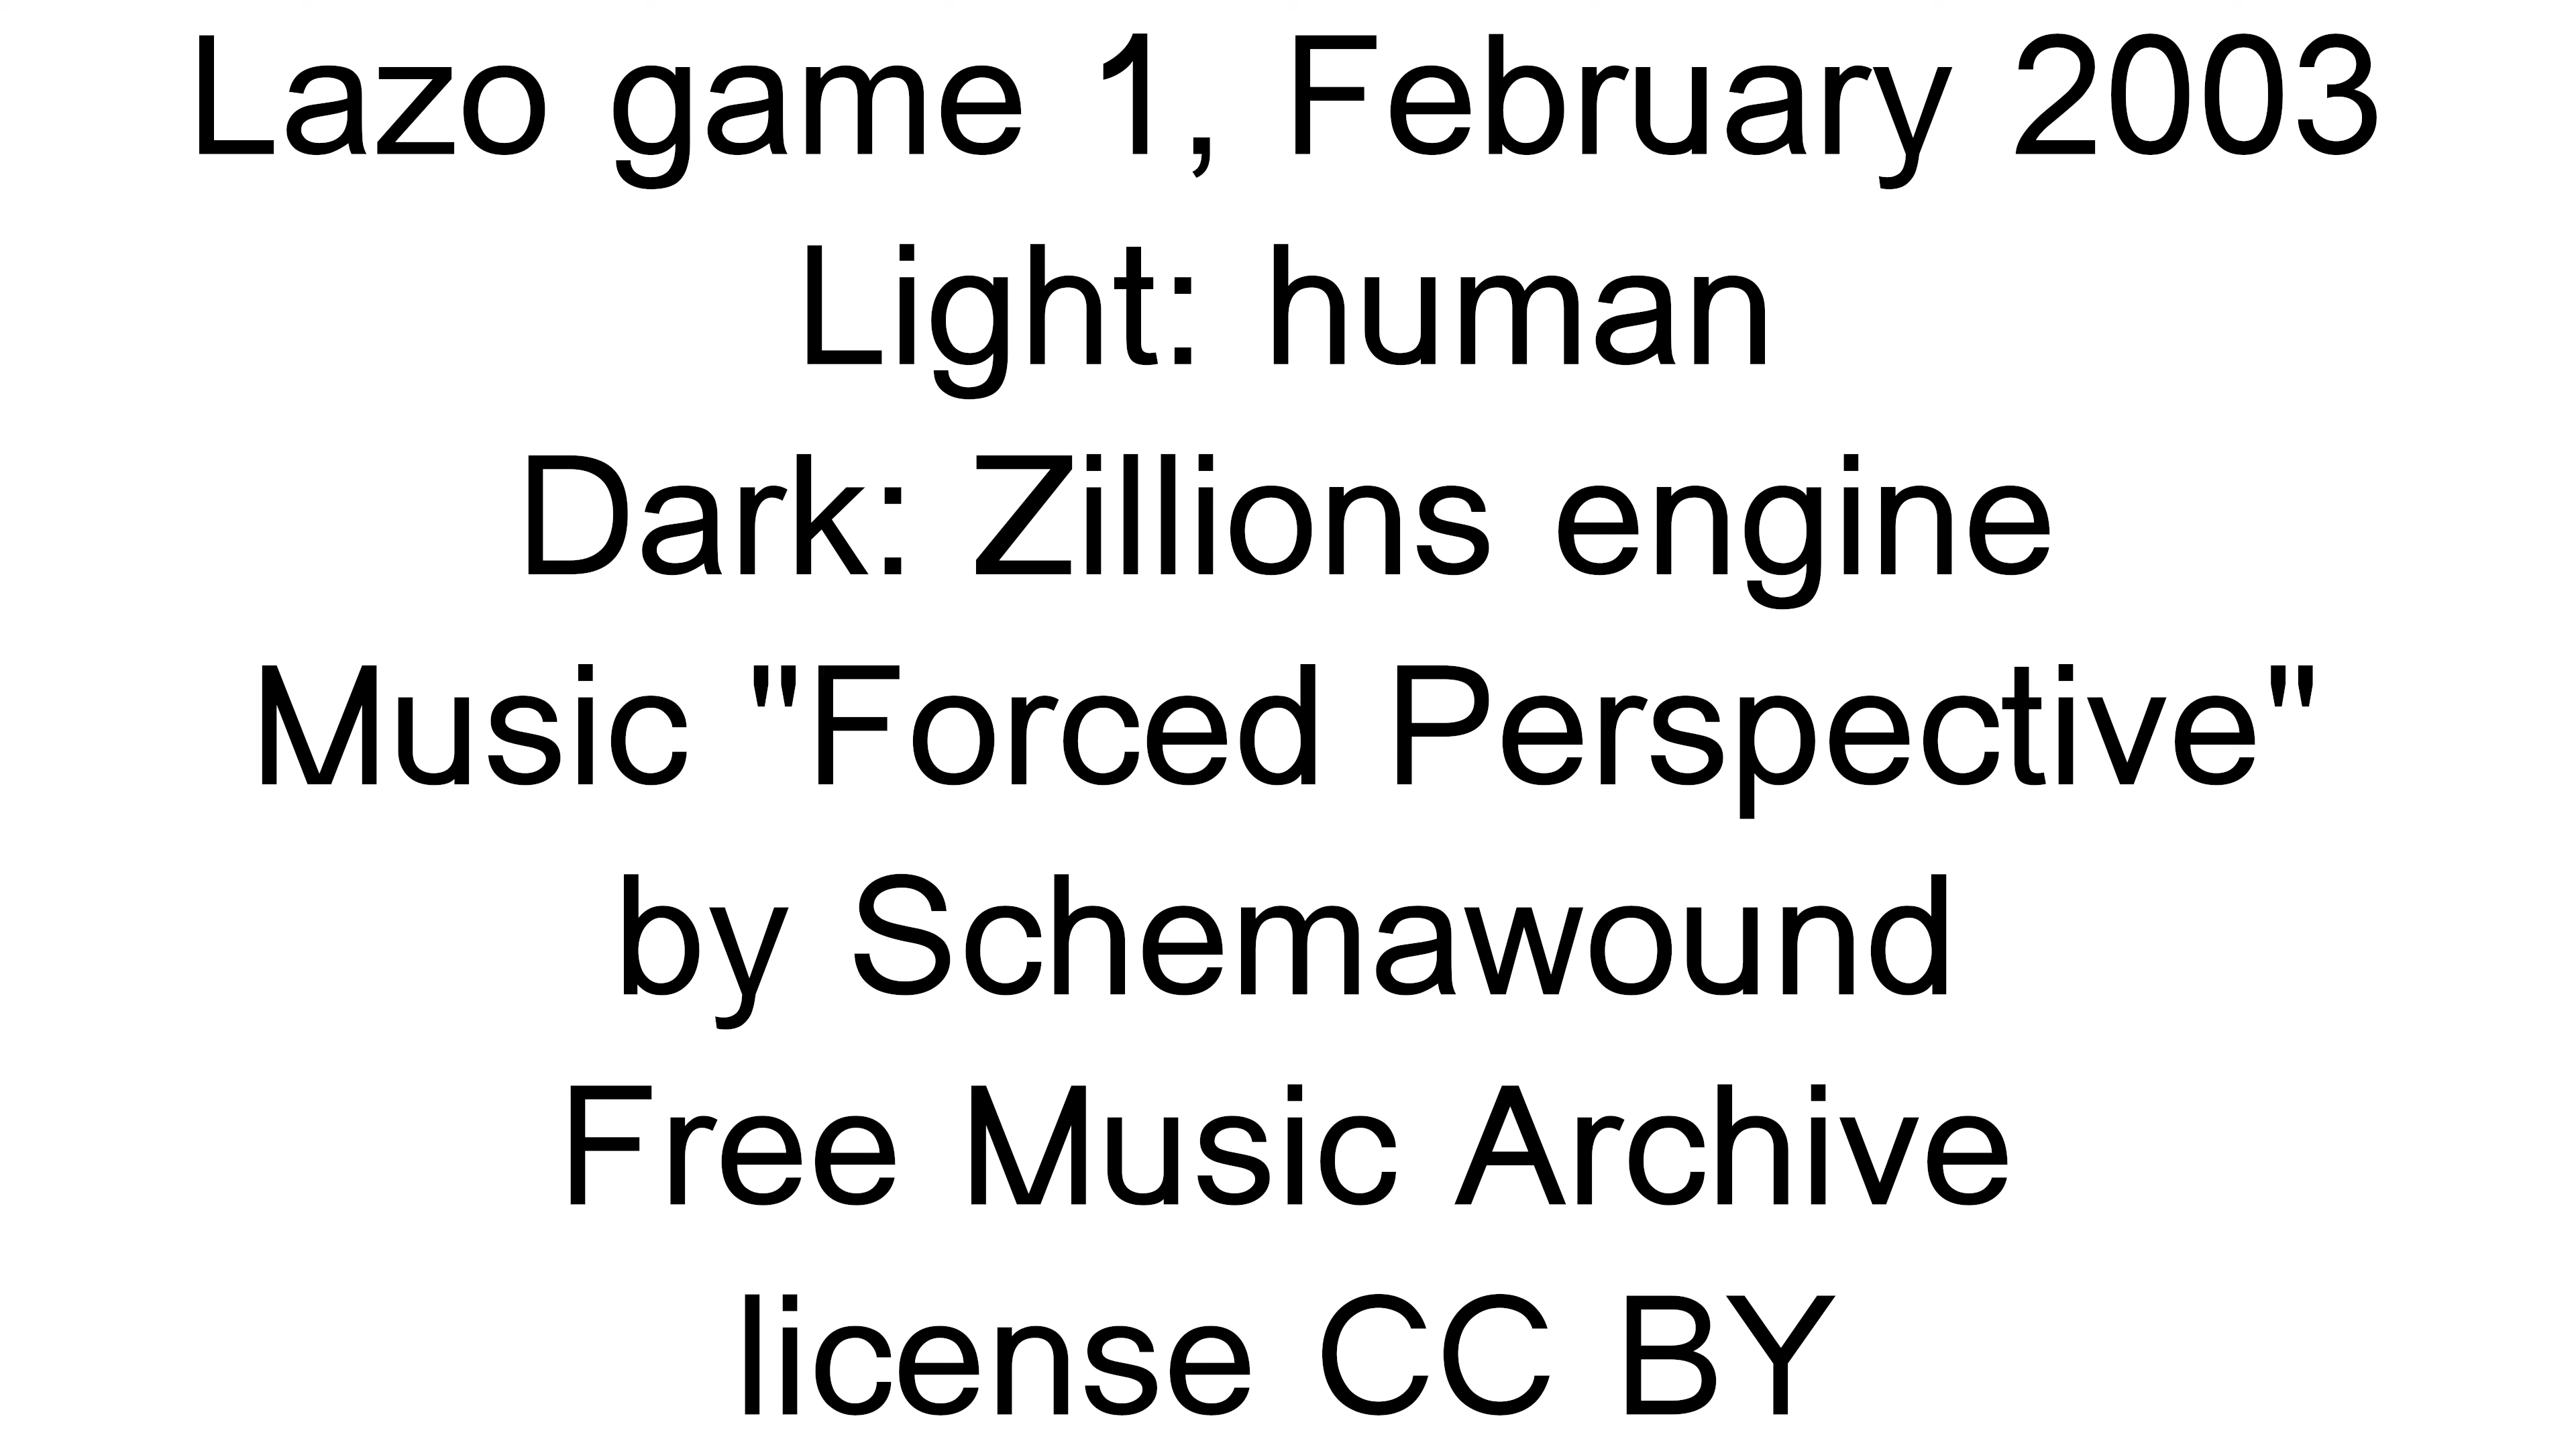 Lazo game 1, February 2003
Light: human
Dark: Zillions engine
Music "Forced Perspective"
by Schemawound
Free Music Archive
license CC BY